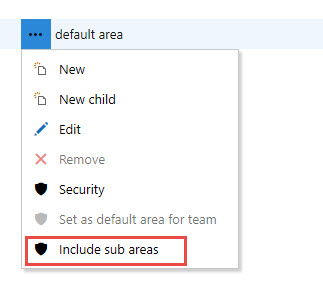 default area
New
New child
Edit
Remove
Security
Set as default area for team
Include sub areas